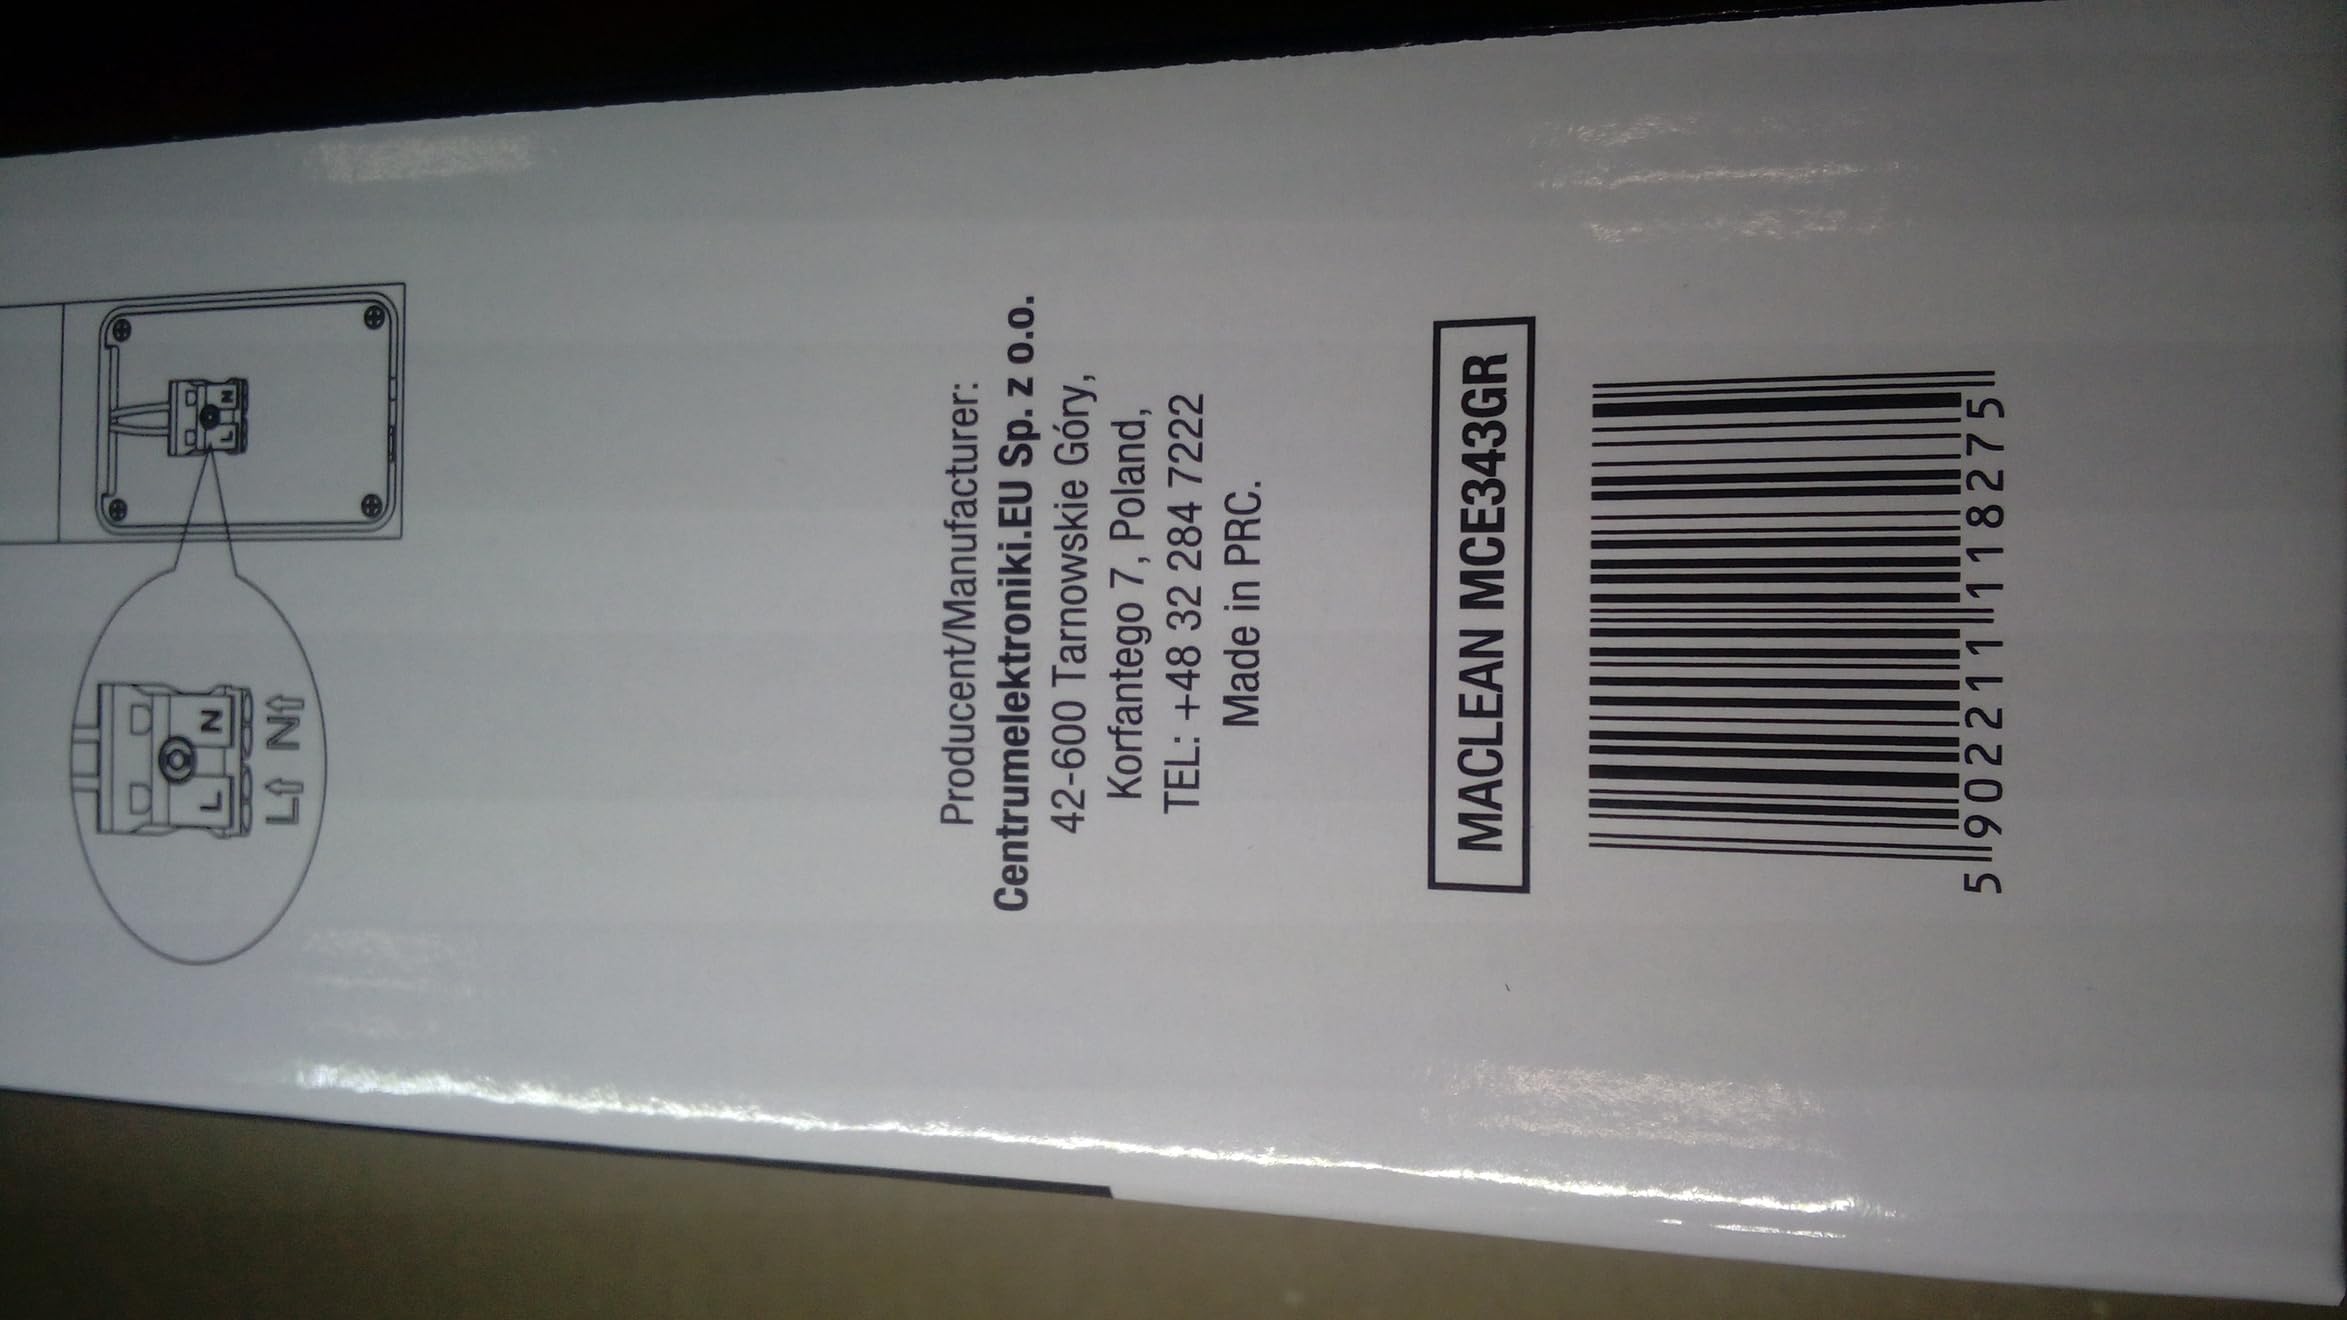 L N
L N
L⇧ N⇧
Producent/Manufacturer:
Centrumelektroniki.EU Sp. z o.o.
42-600 Tarnowskie Góry,
Korfantego 7, Poland,
TEL: +48 32 284 7222
Made in PRC.
MACLEAN MCE343GR
5 902211 118275